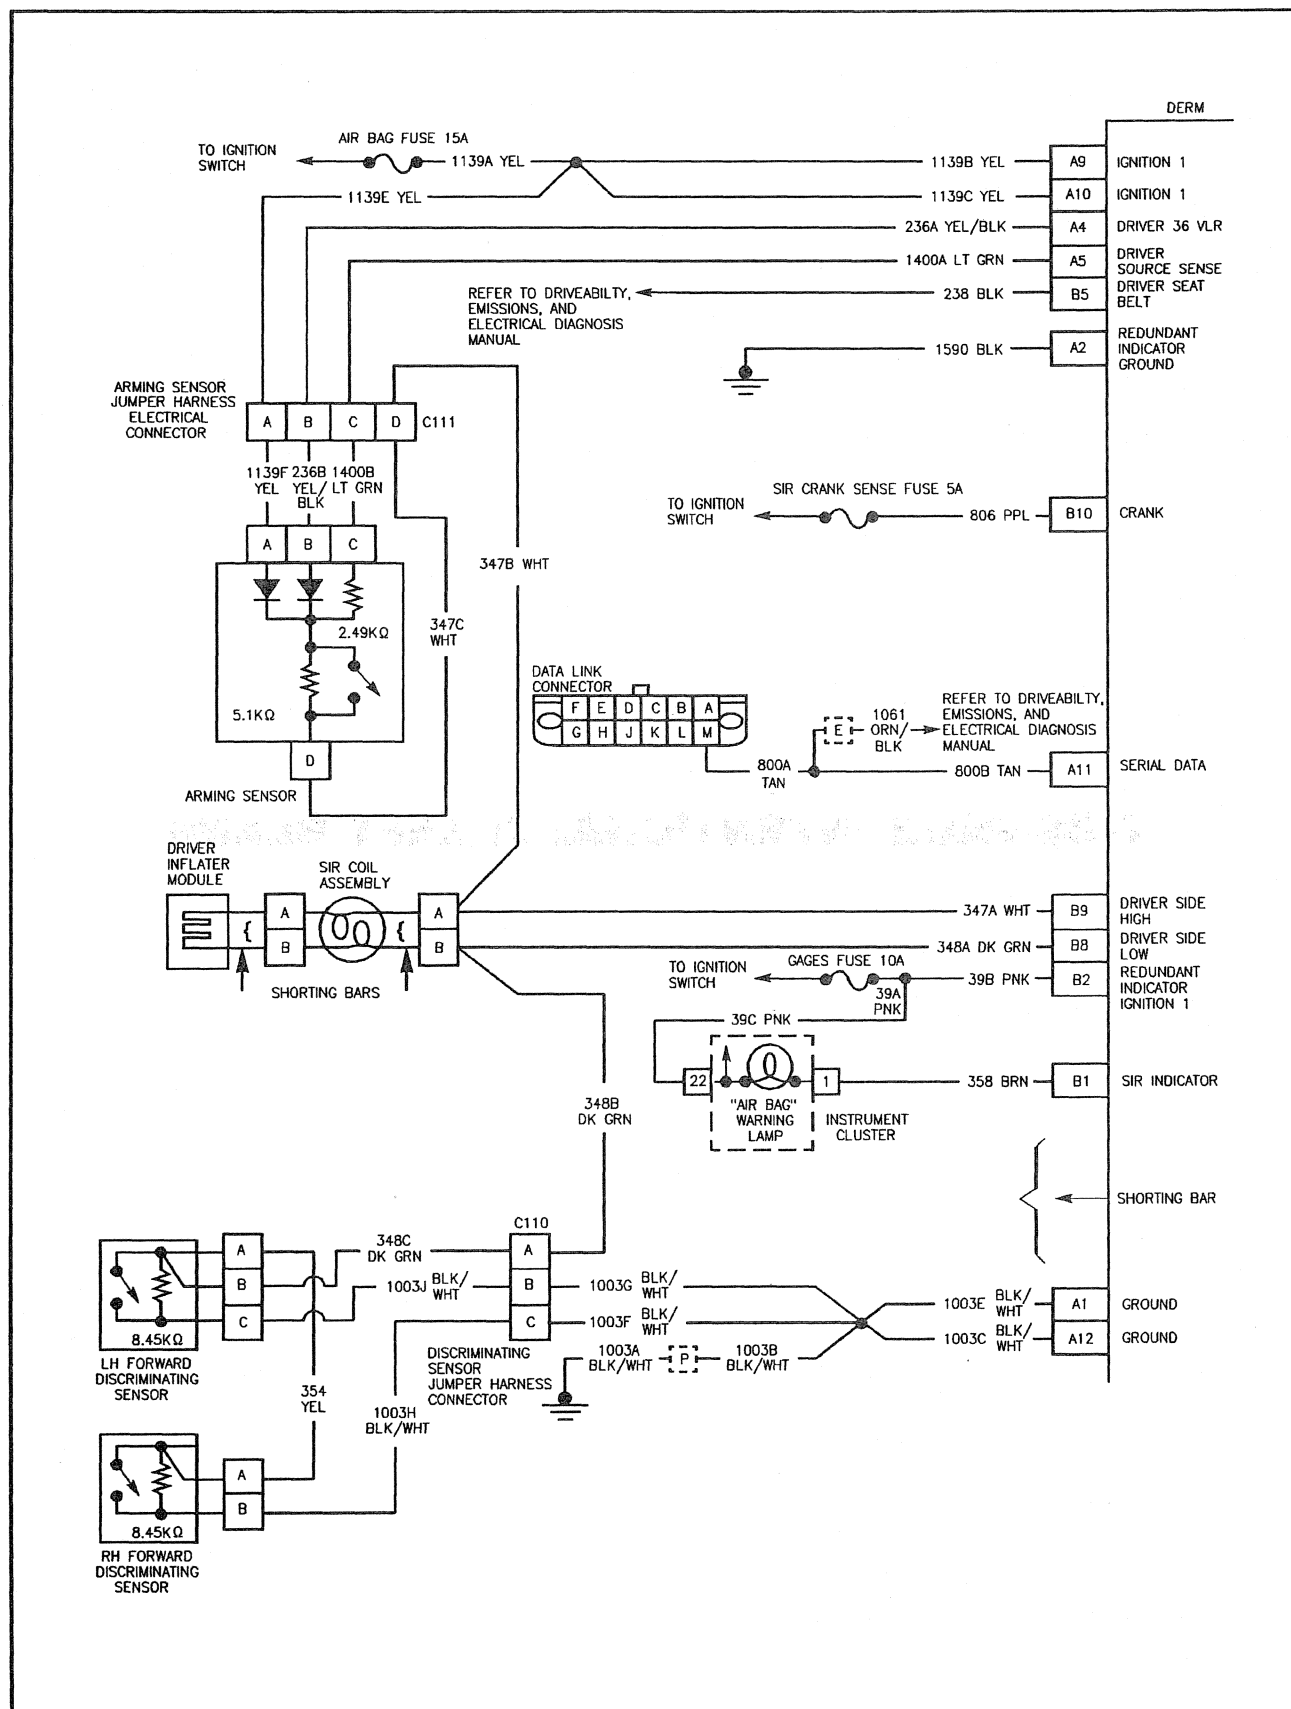 DERM
AIR BAG FUSE 15A
TO IGNITION
SWITCH
1139A YEL
1139B YEL
A9
IGNITION 1
1139E YEL
1139C YEL
A10
IGNITION 1
236A YEL/BLK
A4
DRIVER 36 VLR
1400A LT GRN
A5
DRIVER
SOURCE SENSE
REFER TO DRIVEABILTY,
EMISSIONS, AND
ELECTRICAL DIAGNOSIS
MANUAL
238 BLK
B5
DRIVER SEAT
BELT
1590 BLK
A2
REDUNDANT
INDICATOR
GROUND
ARMING SENSOR
JUMPER HARNESS
ELECTRICAL
CONNECTOR
A
B
C
D
C111
1139F
YEL
236B
YEL/
BLK
1400B
LT GRN
SIR CRANK SENSE FUSE 5A
TO IGNITION
SWITCH
806 PPL
B10
CRANK
A
B
C
347B WHT
2.49KΩ
347C
WHT
5.1KΩ
D
ARMING SENSOR
DATA LINK
CONNECTOR
F
E
D
C
B
A
G
H
J
K
L
M
E
1061
ORN/
BLK
REFER TO DRIVEABILTY,
EMISSIONS, AND
ELECTRICAL DIAGNOSIS
MANUAL
800A
TAN
800B TAN
A11
SERIAL DATA
DRIVER
INFLATER
MODULE
SIR COIL
ASSEMBLY
A
B
A
B
SHORTING BARS
347A WHT
B9
DRIVER SIDE
HIGH
348A DK GRN
B8
DRIVER SIDE
LOW
GAGES FUSE 10A
TO IGNITION
SWITCH
39A
PNK
39B PNK
B2
REDUNDANT
INDICATOR
IGNITION 1
39C PNK
22
1
358 BRN
B1
SIR INDICATOR
"AIR BAG"
WARNING
LAMP
INSTRUMENT
CLUSTER
348B
DK GRN
SHORTING BAR
C110
A
B
C
348C
DK GRN
A
B
C
1003J
BLK/
WHT
1003G
BLK/
WHT
1003F
BLK/
WHT
1003E
BLK/
WHT
A1
GROUND
1003C
BLK/
WHT
A12
GROUND
8.45KΩ
LH FORWARD
DISCRIMINATING
SENSOR
DISCRIMINATING
SENSOR
JUMPER HARNESS
CONNECTOR
1003A
BLK/WHT
P
1003B
BLK/WHT
354
YEL
1003H
BLK/WHT
A
B
8.45KΩ
RH FORWARD
DISCRIMINATING
SENSOR